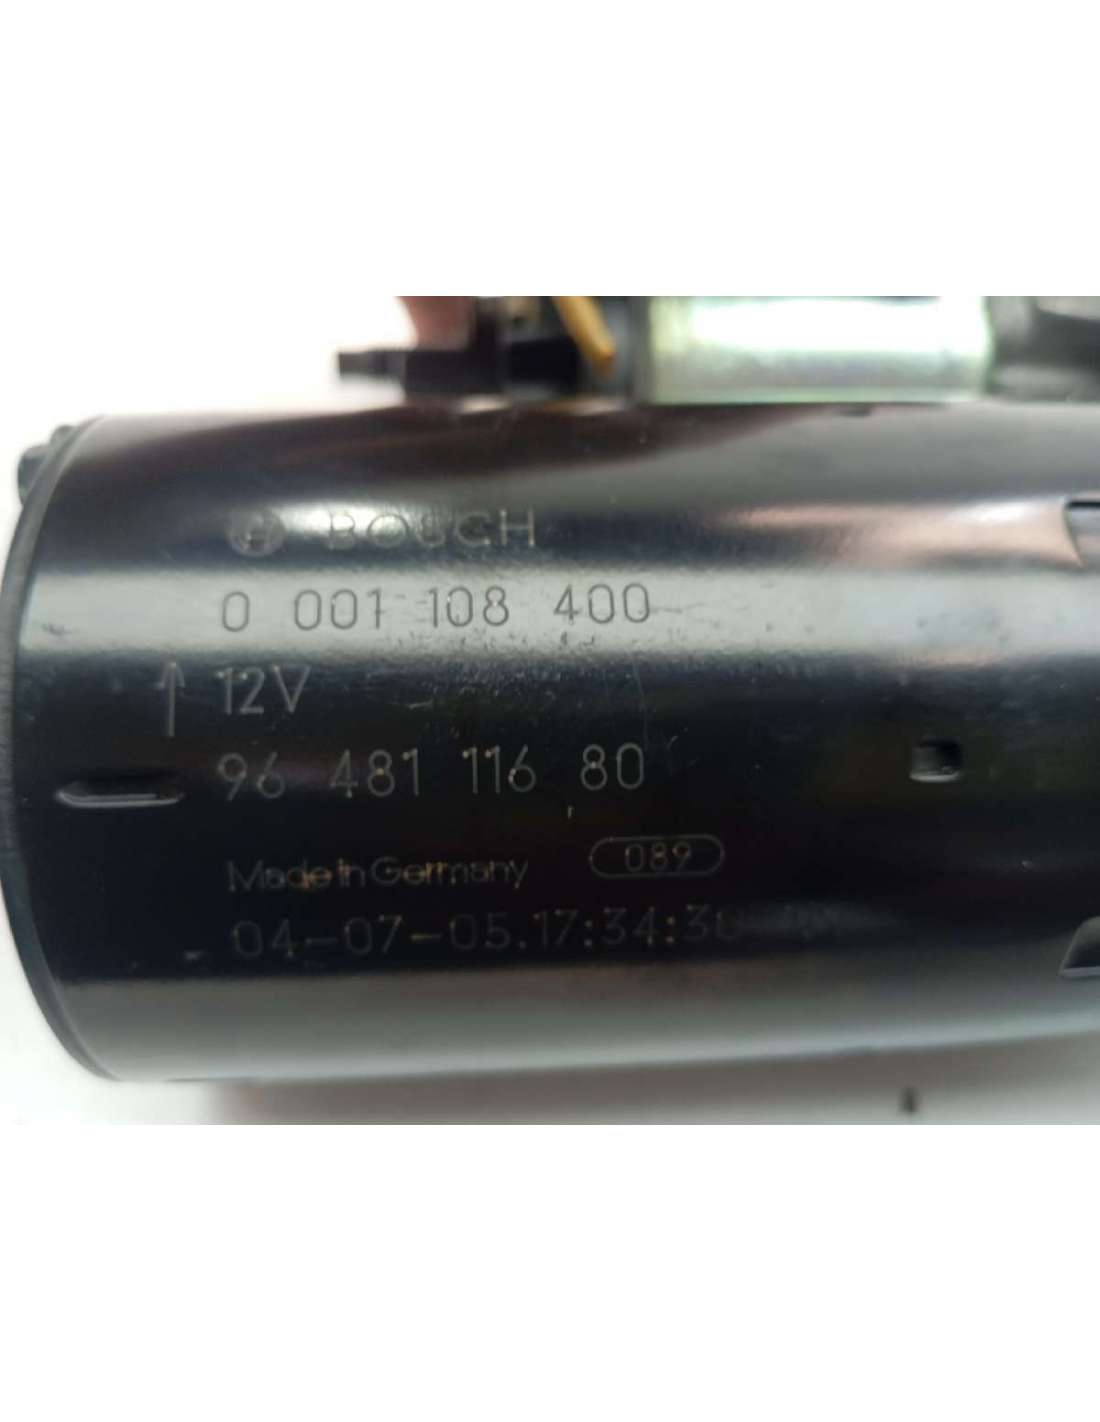 BOSCH
0 001 108 400
12V
96 481 116 80
Made in Germany 089
04-07-05.17:34: